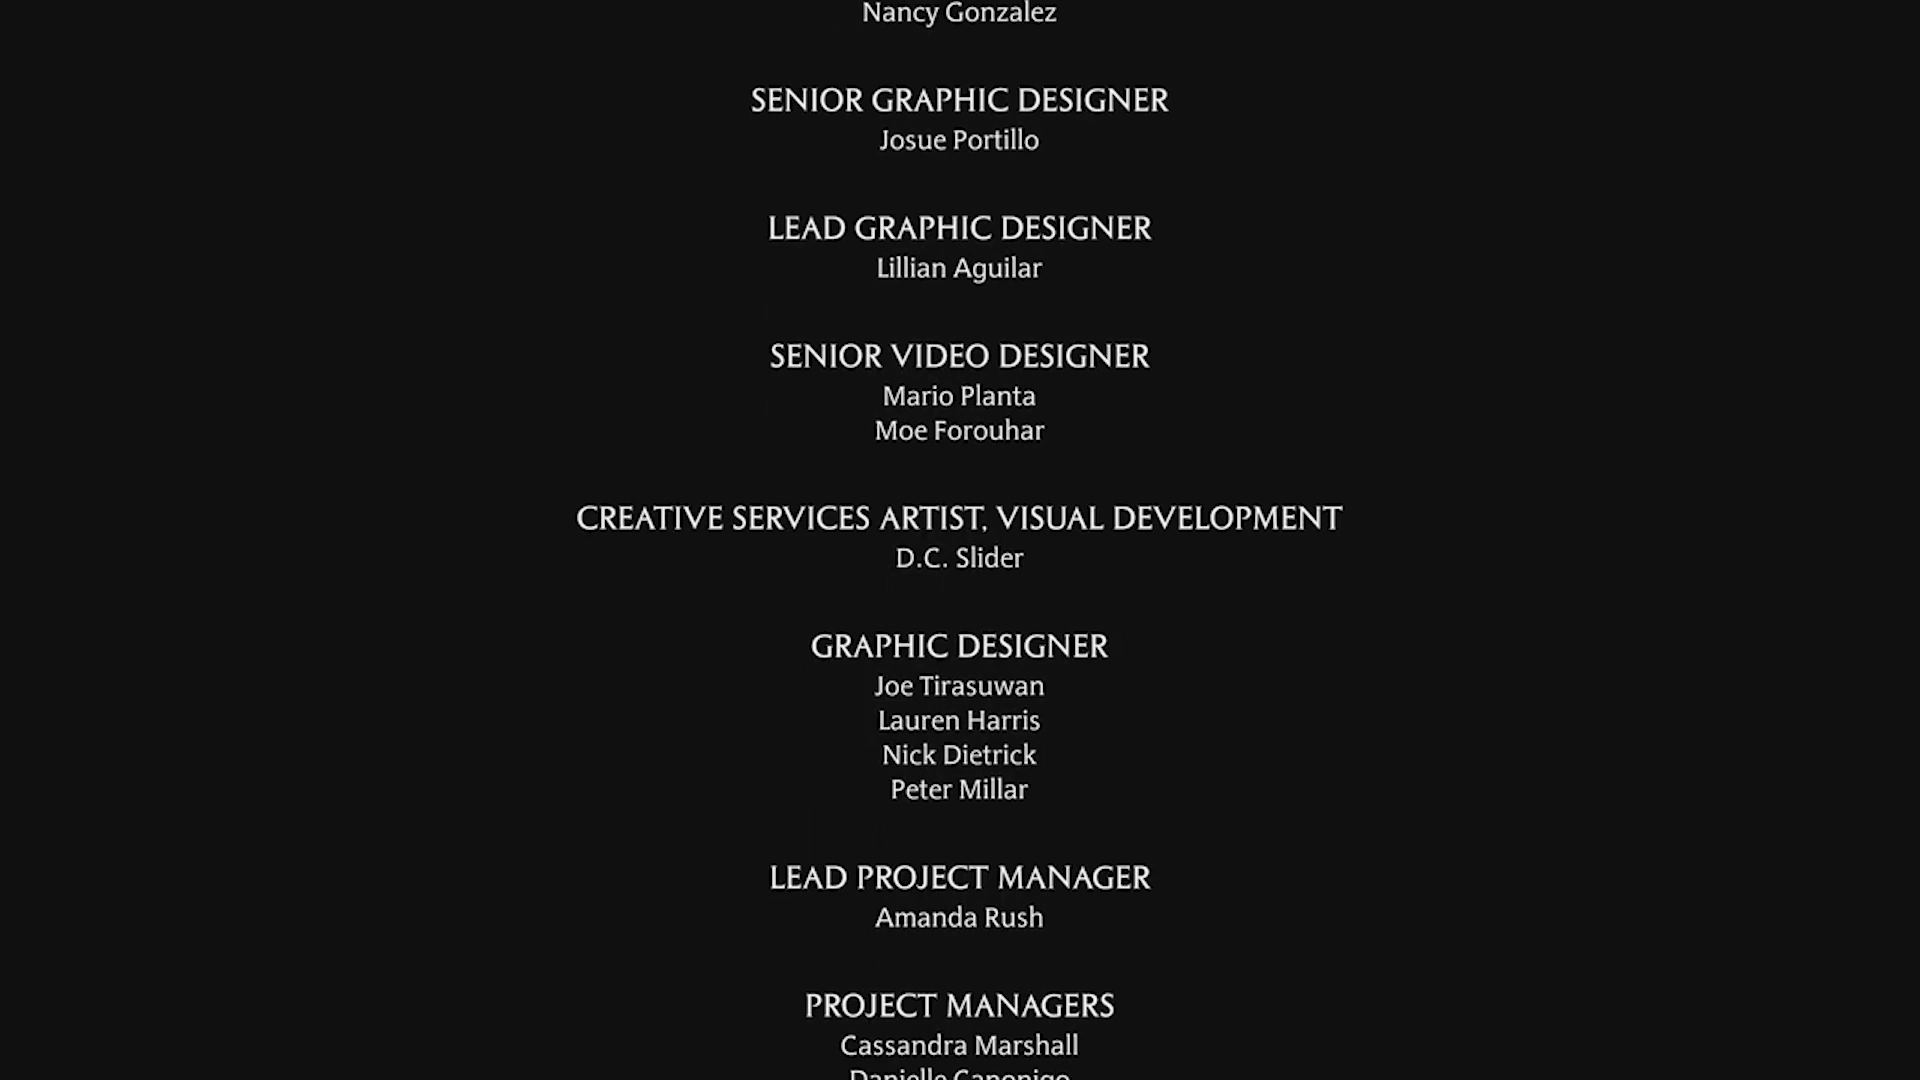 Nancy Gonzalez
SENIOR GRAPHIC DESIGNER
Josue Portillo
LEAD GRAPHIC DESIGNER
Lillian Aguilar
SENIOR VIDEO DESIGNER
Mario Planta
Moe Forouhar
CREATIVE SERVICES ARTIST, VISUAL DEVELOPMENT
D.C. Slider
GRAPHIC DESIGNER
Joe Tirasuwan
Lauren Harris
Nick Dietrick
Peter Millar
LEAD PROJECT MANAGER
Amanda Rush
PROJECT MANAGERS
Cassandra Marshall
Danielle